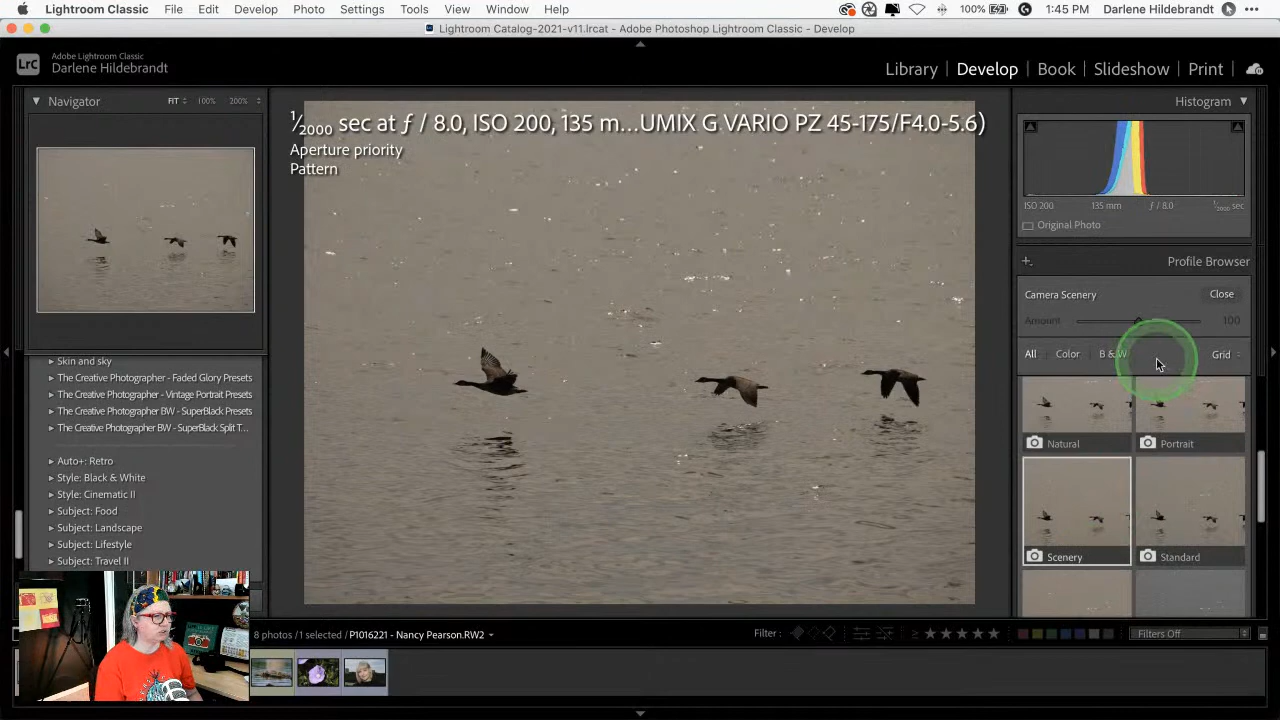 Lightroom Classic File Edit Develop Photo Settings Tools View Window Help 100% 1:45 PM Darlene Hildebrandt
Lightroom Catalog-2021-v11.lrcat - Adobe Photoshop Lightroom Classic - Develop
LrC Adobe Lightroom Classic
Darlene Hildebrandt
Library Develop Book Slideshow Print
Navigator FIT 100% 200%
1/2000 sec at ƒ / 8.0, ISO 200, 135 m...UMIX G VARIO PZ 45-175/F4.0-5.6)
Aperture priority
Pattern
Histogram
ISO 200 135 mm ƒ / 8.0 1/2000 sec
Original Photo
Profile Browser
Camera Scenery Close
Amount 100
All Color B & W Grid
Natural Portrait
Scenery Standard
Skin and sky
The Creative Photographer - Faded Glory Presets
The Creative Photographer - Vintage Portrait Presets
The Creative Photographer BW - SuperBlack Presets
The Creative Photographer BW - SuperBlack Split T...
Auto+: Retro
Style: Black & White
Style: Cinematic II
Subject: Food
Subject: Landscape
Subject: Lifestyle
Subject: Travel II
8 photos / 1 selected / P1016221 - Nancy Pearson.RW2
Filter : Filters Off